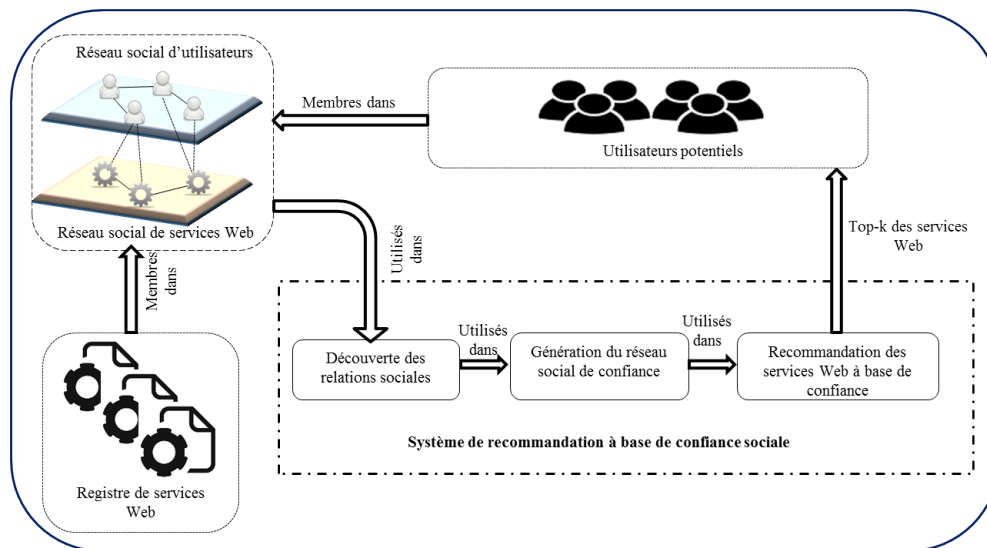 Réseau social d'utilisateurs
Réseau social de services Web
Membres dans
Utilisateurs potentiels
Top-k des services
Web
Utilisés
dans
Membres
dans
Registre de services
Web
Découverte des
relations sociales
Utilisés
dans
Génération du réseau
social de confiance
Utilisés
dans
Recommandation des
services Web à base de
confiance
Système de recommandation à base de confiance sociale